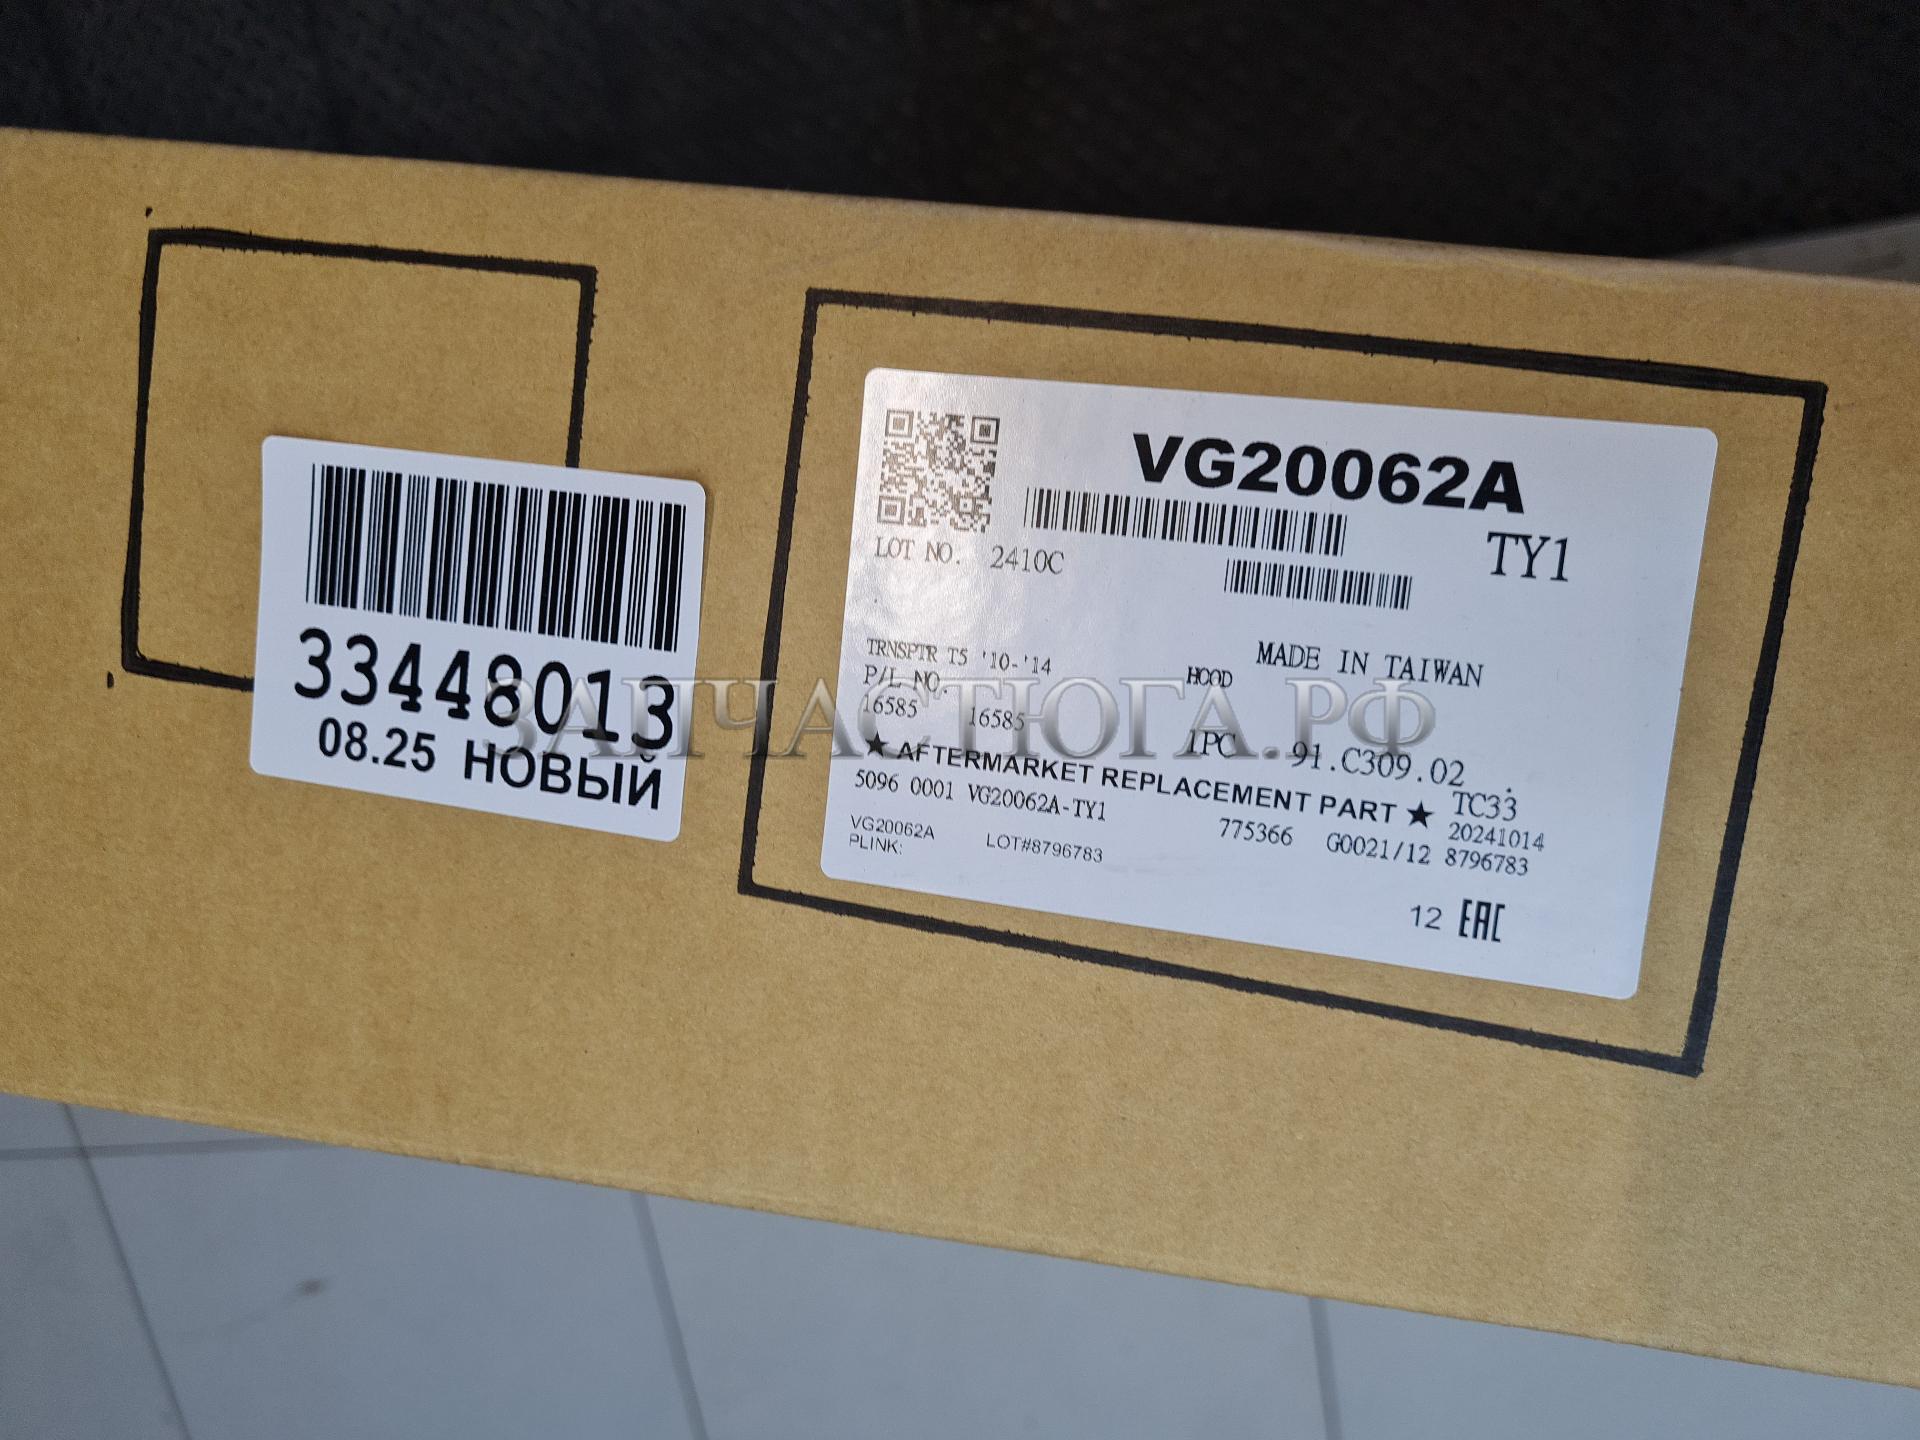 33448013
08.25 НОВЫЙ
VG20062A
TY1
LOT NO. 2410C
MADE IN TAIWAN
TRNSPTR T5 '10-'14
HOOD
P/L NO.
16585 16585
1PC 91.C309.02
★ AFTERMARKET REPLACEMENT PART ★ TC33
5096 0001 VG20062A-TY1
20241014
775366 G0021/12 8796783
VG20062A LOT#8796783
PLINK:
12 EAC
ЗАПЧАСТЮГА.РФ